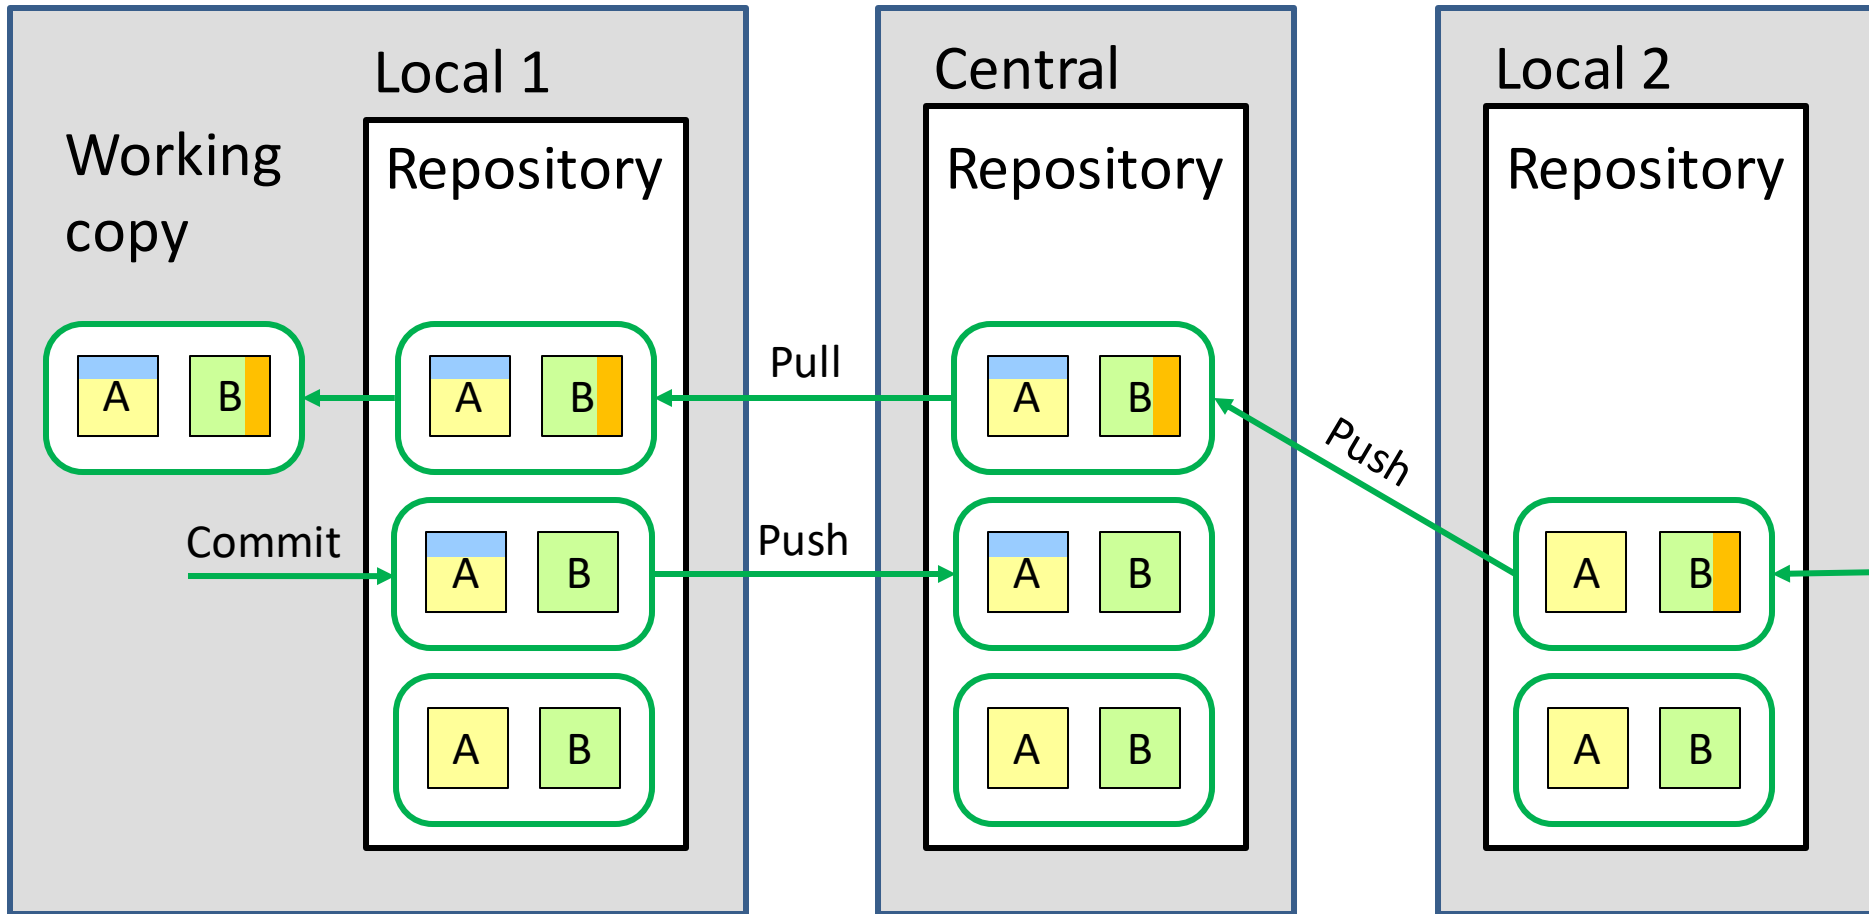 Local 1
Central
Local 2
Working
copy
Repository
Repository
Repository
A B
A B
Pull
A B
Push
Commit
A B
Push
A B
A B
A B
A B
A B